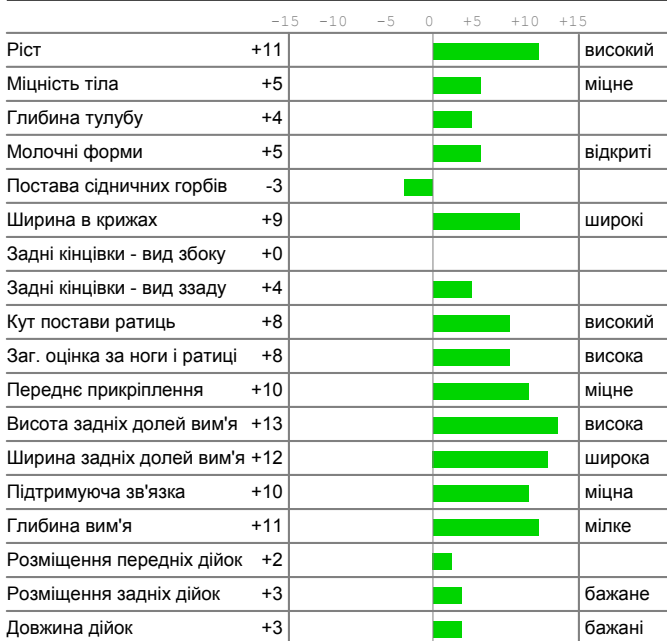 -15 -10 -5 0 +5 +10 +15
Ріст +11 високий
Міцність тіла +5 міцне
Глибина тулубу +4
Молочні форми +5 відкриті
Постава сідничних горбів -3
Ширина в крижах +9 широкі
Задні кінцівки - вид збоку +0
Задні кінцівки - вид ззаду +4
Кут постави ратиць +8 високий
Заг. оцінка за ноги і ратиці +8 висока
Переднє прикріплення +10 міцне
Висота задніх долей вим'я +13 висока
Ширина задніх долей вим'я +12 широка
Підтримуюча зв'язка +10 міцна
Глибина вим'я +11 мілке
Розміщення передніх дійок +2
Розміщення задніх дійок +3 бажане
Довжина дійок +3 бажані